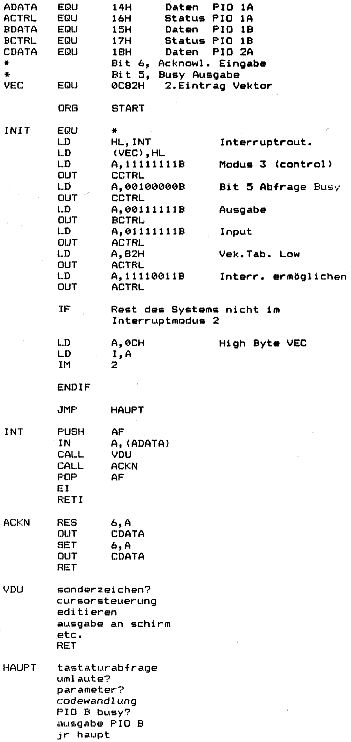 ADATA EQU 14H Daten PIO 1A
ACTRL EQU 16H Status PIO 1A
BDATA EQU 15H Daten PIO 1B
BCTRL EQU 17H Status PIO 1B
CDATA EQU 18H Daten PIO 2A
* Bit 6, Acknowl. Eingabe
* Bit 5, Busy Ausgabe
VEC EQU 0C82H 2.Eintrag Vektor
ORG START
INIT EQU *
LD HL,INT Interruptrout.
LD (VEC),HL
LD A,11111111B Modus 3 (control)
OUT CCTRL
LD A,00100000B Bit 5 Abfrage Busy
OUT CCTRL
LD A,00111111B Ausgabe
OUT BCTRL
LD A,01111111B Input
OUT ACTRL
LD A,82H Vek.Tab. Low
OUT ACTRL
LD A,11110011B Interr. ermöglichen
OUT ACTRL
IF Rest des Systems nicht im
Interruptmodus 2
LD A,0CH High Byte VEC
LD I,A
IM 2
ENDIF
JMP HAUPT
INT PUSH AF
IN A,(ADATA)
CALL VDU
CALL ACKN
POP AF
EI
RETI
ACKN RES 6,A
OUT CDATA
SET 6,A
OUT CDATA
RET
VDU sonderzeichen?
cursorsteuerung
editieren
ausgabe an schirm
etc.
RET
HAUPT tastaturabfrage
umlaute?
parameter?
codewandlung
PIO B busy?
ausgabe PIO B
jr haupt